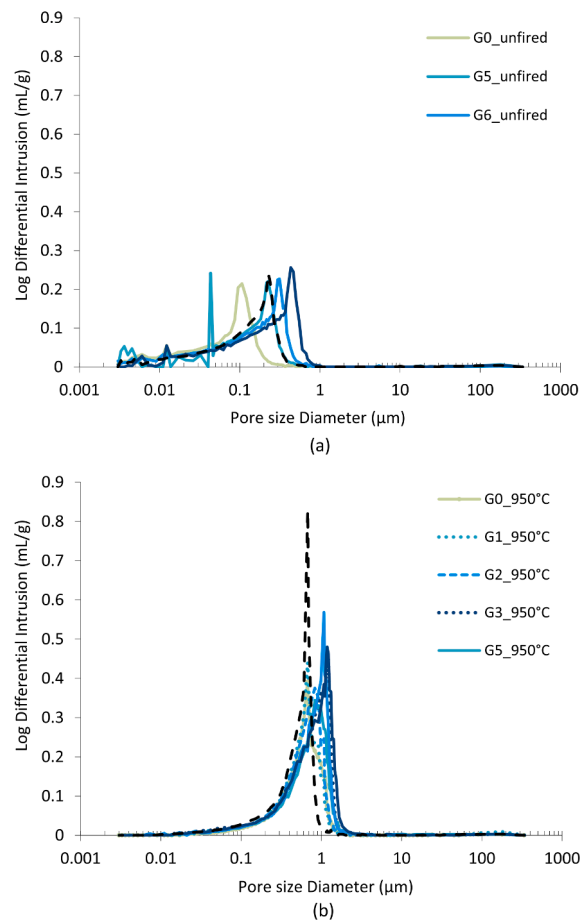 0.9
0.8
0.7
0.6
0.5
0.4
0.3
0.2
0.1
0
Log Differential Intrusion (mL/g)
G0_unfired
G5_unfired
G6_unfired
0.001 0.01 0.1 1 10 100 1000
Pore size Diameter (µm)
(a)
0.9
0.8
0.7
0.6
0.5
0.4
0.3
0.2
0.1
0
Log Differential Intrusion (mL/g)
G0_950°C
G1_950°C
G2_950°C
G3_950°C
G5_950°C
0.001 0.01 0.1 1 10 100 1000
Pore size Diameter (µm)
(b)